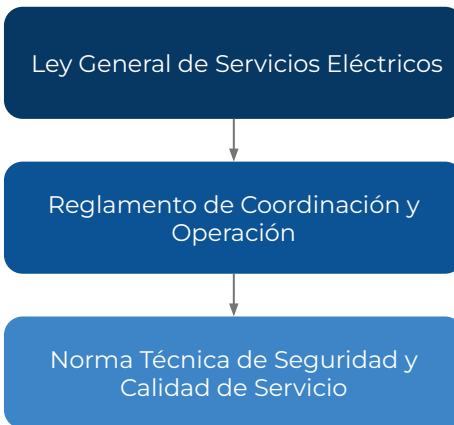 Ley General de Servicios Eléctricos
Reglamento de Coordinación y
Operación
Norma Técnica de Seguridad y
Calidad de Servicio